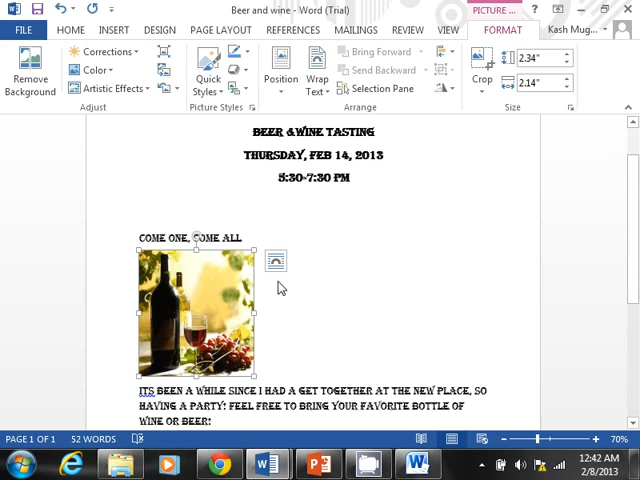 Beer and wine - Word (Trial)
PICTURE ...
FILE HOME INSERT DESIGN PAGE LAYOUT REFERENCES MAILINGS REVIEW VIEW FORMAT Kash Mug...
Remove Background
Corrections
Color
Artistic Effects
Adjust
Quick Styles
Picture Styles
Position
Wrap Text
Bring Forward
Send Backward
Selection Pane
Arrange
Crop
2.34"
2.14"
Size
BEER & WINE TASTING
THURSDAY, FEB 14, 2013
5:30-7:30 PM
COME ONE, COME ALL
ITS BEEN A WHILE SINCE I HAD A GET TOGETHER AT THE NEW PLACE, SO
HAVING A PARTY! FEEL FREE TO BRING YOUR FAVORITE BOTTLE OF
WINE OR BEER!
PAGE 1 OF 1 52 WORDS 70%
12:42 AM
2/8/2013